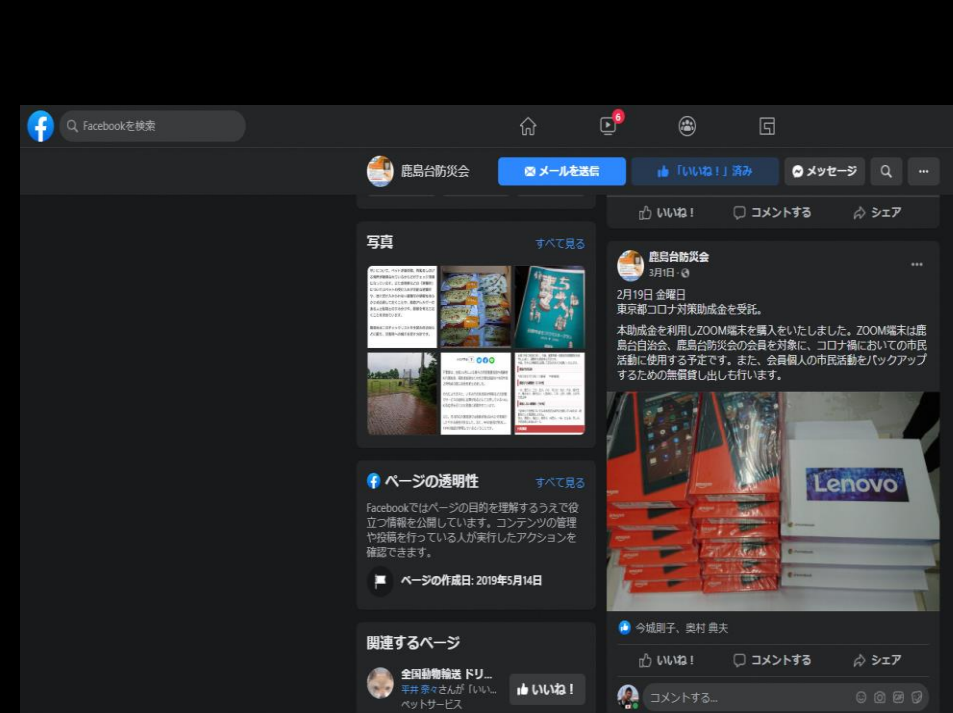 Facebookを検索
6
鹿島台防災会
メールを送信
「いいね！」済み
メッセージ
写真
すべて見る
ページの透明性
すべて見る
Facebookではページの目的を理解するうえで役
立つ情報を公開しています。コンテンツの管理
や投稿を行っている人が実行したアクションを
確認できます。
ページの作成日: 2019年5月14日
関連するページ
全国動物輸送 ドリ...
平井 奈々さんが「いい...
ペットサービス
いいね！
いいね！
コメントする
シェア
鹿島台防災会
3月1日
2月19日 金曜日
東京都コロナ対策助成金を受託。
本助成金を利用しZOOM端末を購入をいたしました。ZOOM端末は鹿
島台自治会、鹿島台防災会の会員を対象に、コロナ禍においての市民
活動に使用する予定です。また、会員個人の市民活動をバックアップ
するための無償貸し出しも行います。
Lenovo
今城剛子、奥村 典夫
いいね！
コメントする
シェア
コメントする...